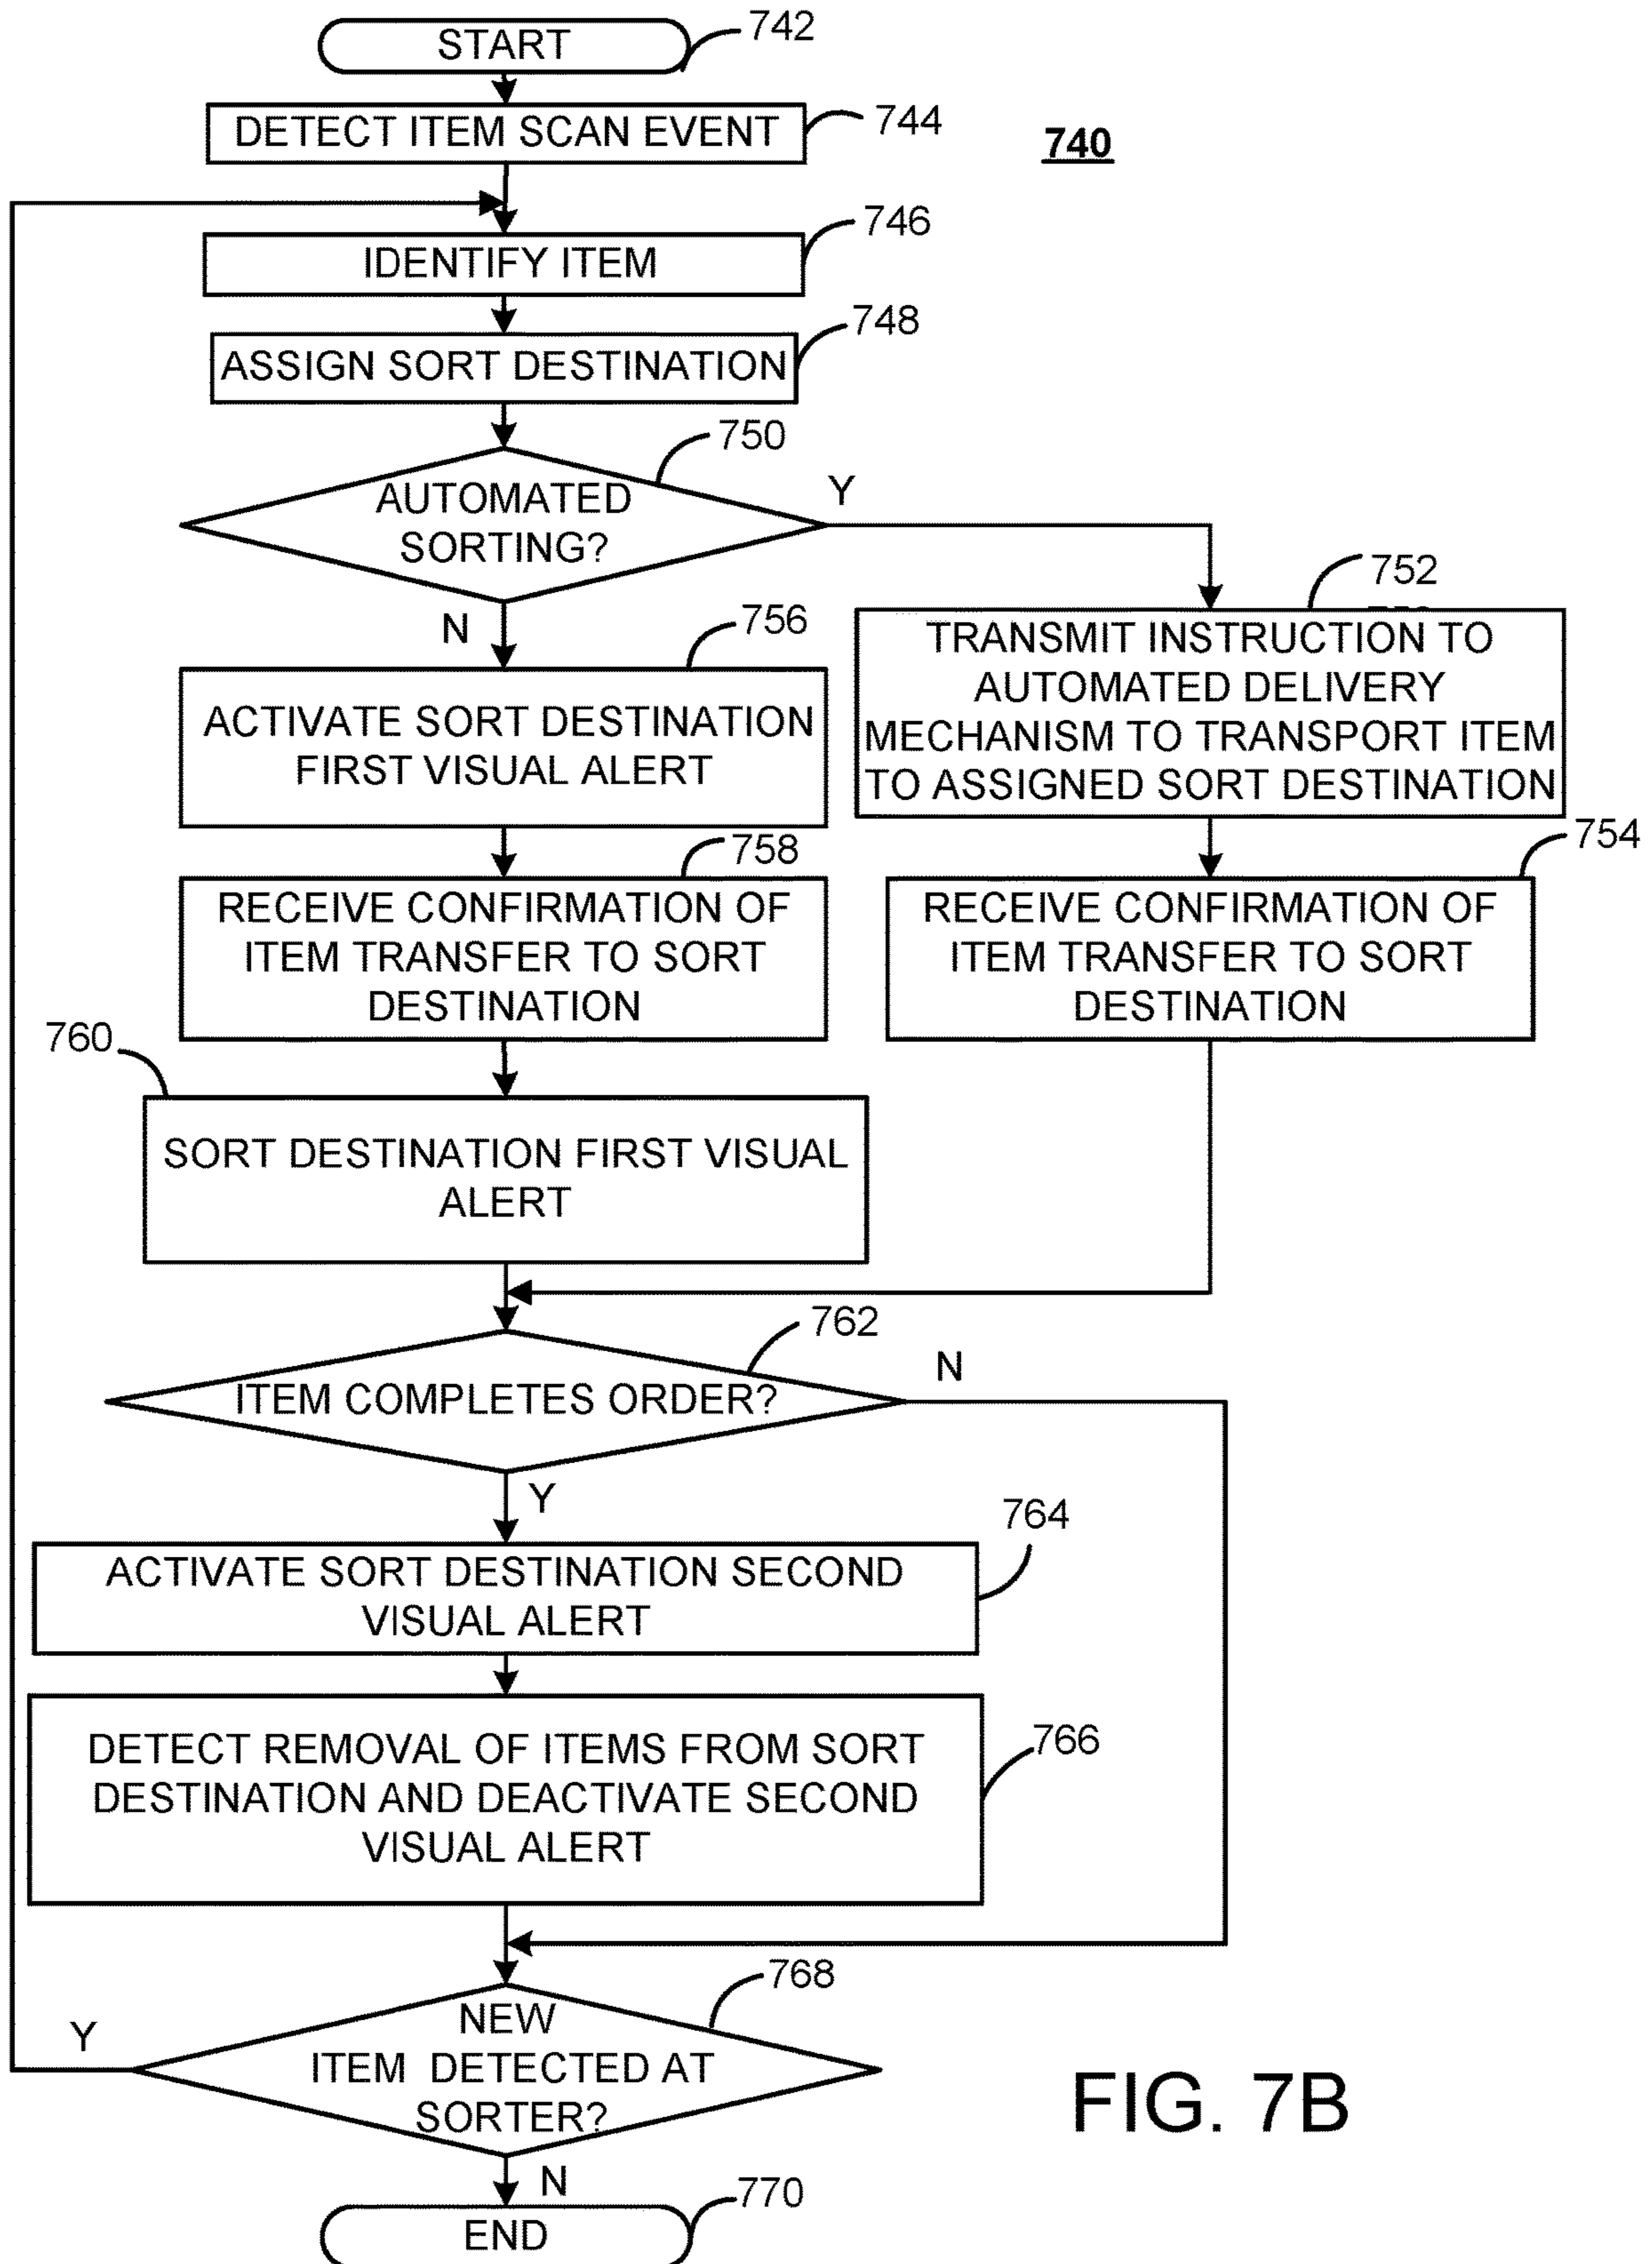 START
742
DETECT ITEM SCAN EVENT
744
740
IDENTIFY ITEM
746
ASSIGN SORT DESTINATION
748
750
AUTOMATED
SORTING?
Y
N
752
TRANSMIT INSTRUCTION TO
AUTOMATED DELIVERY
MECHANISM TO TRANSPORT ITEM
TO ASSIGNED SORT DESTINATION
756
ACTIVATE SORT DESTINATION
FIRST VISUAL ALERT
758
RECEIVE CONFIRMATION OF
ITEM TRANSFER TO SORT
DESTINATION
754
RECEIVE CONFIRMATION OF
ITEM TRANSFER TO SORT
DESTINATION
760
SORT DESTINATION FIRST VISUAL
ALERT
762
ITEM COMPLETES ORDER?
N
Y
764
ACTIVATE SORT DESTINATION SECOND
VISUAL ALERT
766
DETECT REMOVAL OF ITEMS FROM SORT
DESTINATION AND DEACTIVATE SECOND
VISUAL ALERT
768
NEW
ITEM DETECTED AT
SORTER?
Y
N
END
770
FIG. 7B